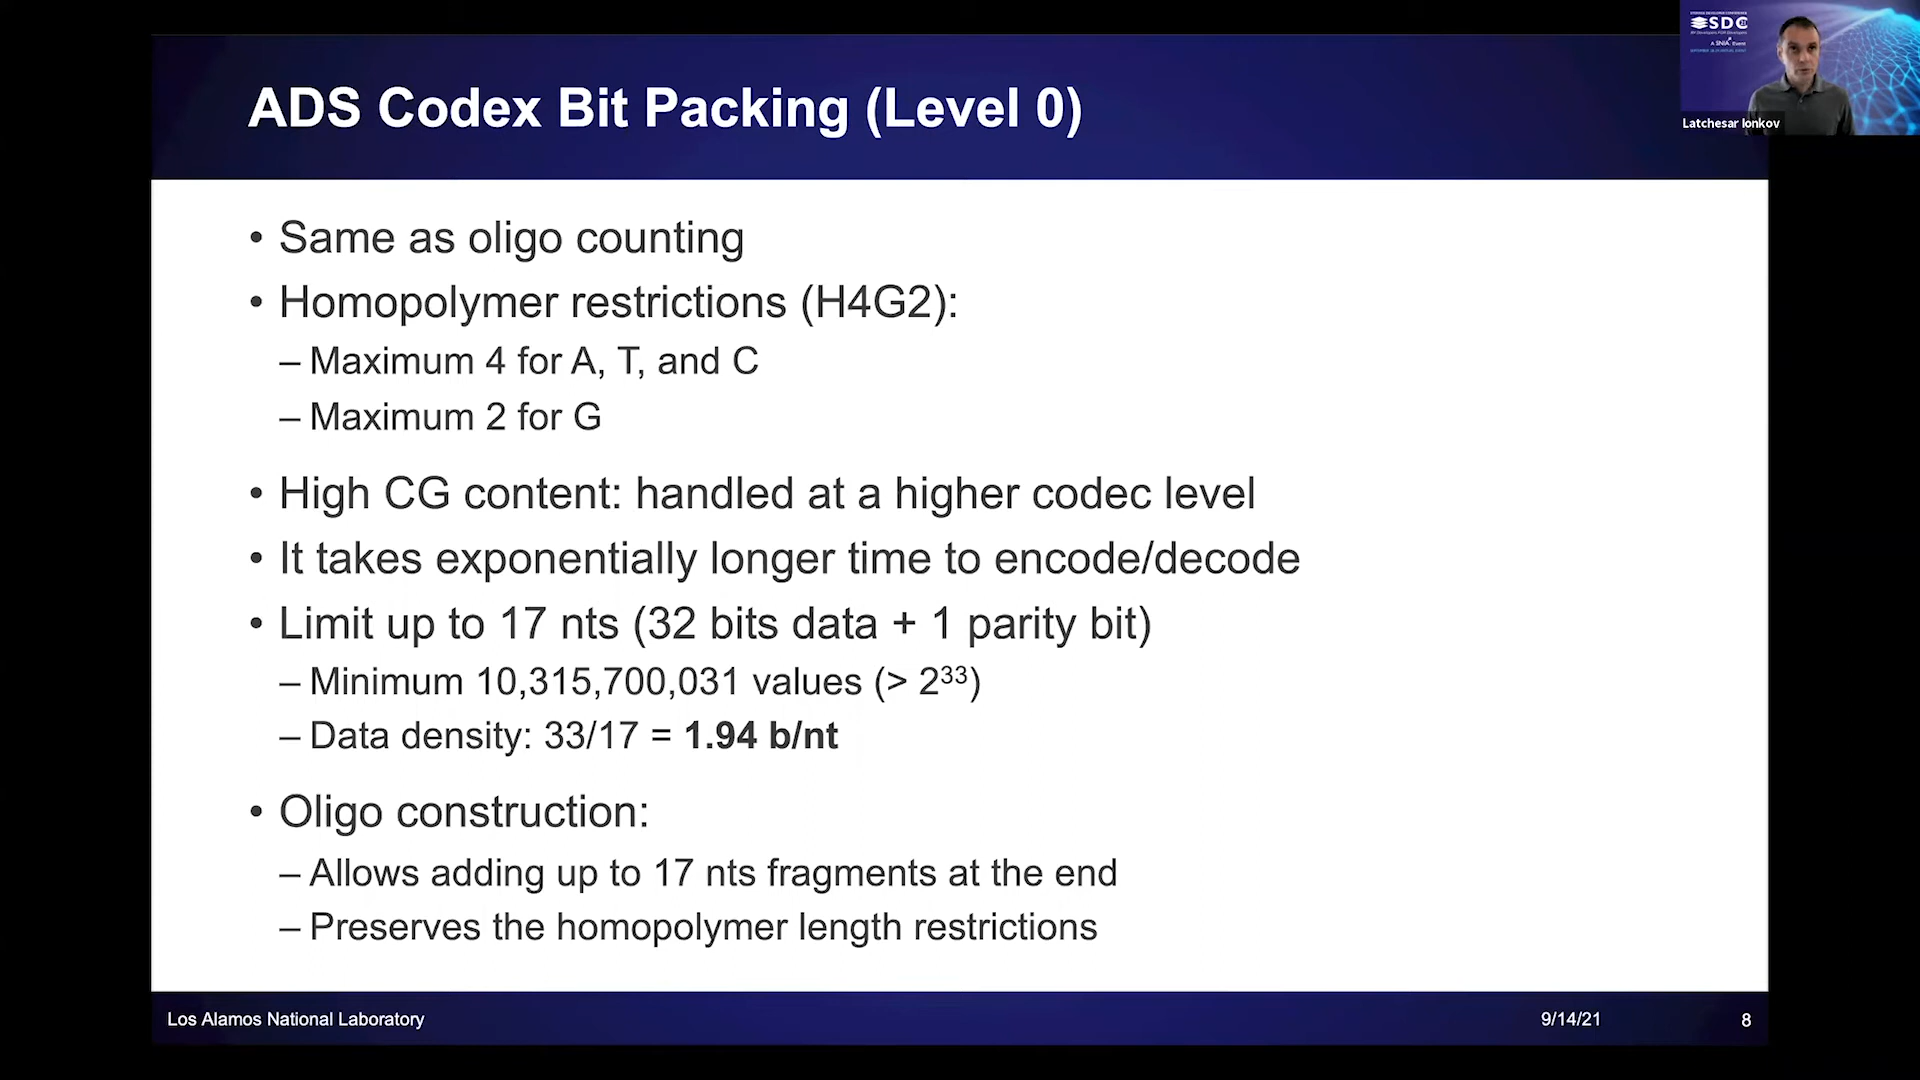 ADS Codex Bit Packing (Level 0)
SDC
A SNIA Event
Latchesar Ionkov
• Same as oligo counting
• Homopolymer restrictions (H4G2):
– Maximum 4 for A, T, and C
– Maximum 2 for G
• High CG content: handled at a higher codec level
• It takes exponentially longer time to encode/decode
• Limit up to 17 nts (32 bits data + 1 parity bit)
– Minimum 10,315,700,031 values (> 2³³)
– Data density: 33/17 = 1.94 b/nt
• Oligo construction:
– Allows adding up to 17 nts fragments at the end
– Preserves the homopolymer length restrictions
Los Alamos National Laboratory
9/14/21
8